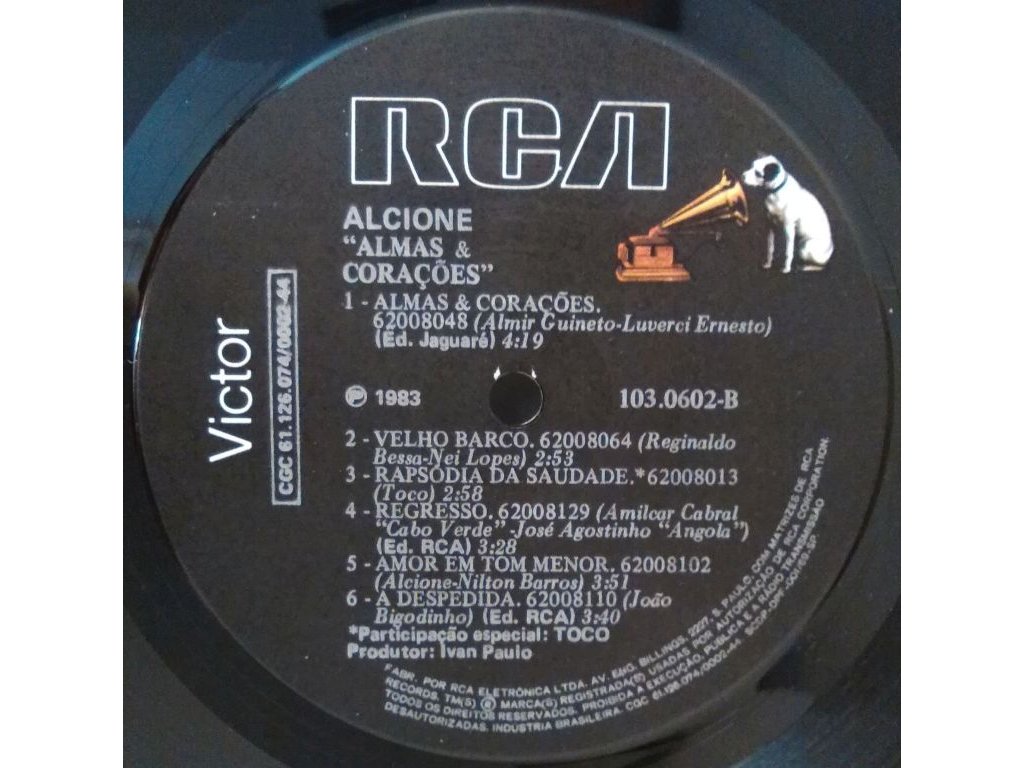 RCA
ALCIONE
"ALMAS &
CORAÇÕES"
1 - ALMAS & CORAÇÕES.
62008048 (Almir Guineto-Luverci Ernesto)
(Ed. Jaguaré) 4:19
Victor
CGC 61.126.074/0002-44
℗ 1983
103.0602-B
2 - VELHO BARCO. 62008064 (Reginaldo
Bessa-Nei Lopes) 2:53
3 - RAPSÓDIA DA SAUDADE.*62008013
(Toco) 2:58
4 - REGRESSO. 62008129 (Amilcar Cabral
"Cabo Verde" José Agostinho "Angola")
(Ed. RCA) 3:28
5 - AMOR EM TOM MENOR. 62008102
(Alcione-Nilton Barros) 3:51
6 - A DESPEDIDA. 62008110 (João
Bigodinho) (Ed. RCA) 3:40
*Participação especial: TOCO
Produtor: Ivan Paulo
FABR. POR RCA ELETRÔNICA LTDA. AV. ENG. BILLINGS, 2227, S. PAULO, COM MATRIZES DE RCA
RECORDS. TM(S) ® MARCA(S) REGISTRADA(S) USADAS POR AUTORIZAÇÃO DE RCA CORPORATION.
TODOS OS DIREITOS RESERVADOS. PROIBIDA A EXECUÇÃO, PÚBLICA E A RÁDIO TRANSMISSÃO
DESAUTORIZADAS. INDÚSTRIA BRASILEIRA. CGC 61.126.074/0002-44